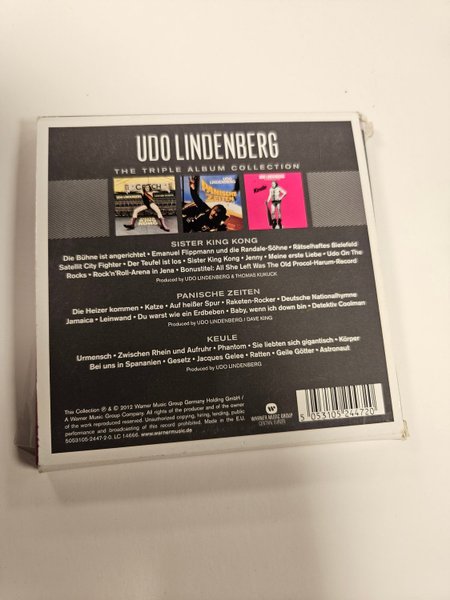 UDO LINDENBERG
THE TRIPLE ALBUM COLLECTION
SISTER KING KONG
Die Bühne ist angerichtet • Emanuel Flippmann und die Randale-Söhne • Rätselhaftes Bielefeld
Satellit City Fighter • Der Teufel ist los • Sister King Kong • Jenny • Meine erste Liebe • Udo On The
Rocks • Rock'n'Roll-Arena in Jena • Bonustitel: All She Left Was The Old Procol-Harum-Record
Produced by UDO LINDENBERG & THOMAS KUKUCK
PANISCHE ZEITEN
Die Heizer kommen • Katze • Auf heißer Spur • Raketen-Rocker • Deutsche Nationalhymne
Jamaica • Leinwand • Du warst wie ein Erdbeben • Baby, wenn ich down bin • Detektiv Coolman
Produced by UDO LINDENBERG / DAVE KING
KEULE
Urmensch • Zwischen Rhein und Aufruhr • Phantom • Sie liebten sich gigantisch • Körper
Bei uns in Spananien • Gesetz • Jacques Gelee • Ratten • Geile Götter • Astronaut
Produced by UDO LINDENBERG
This Collection ℗ & © 2012 Warner Music Group Germany Holding GmbH /
A Warner Music Group Company. All rights of the producer and of the owner
of the work reproduced reserved. Unauthorized copying, hiring, lending, public
performance and broadcasting of this record prohibited. Made in the E.U.
5053105-2447-2-0. LC 14666. www.warnermusic.de
WARNER MUSIC GROUP
CENTRAL EUROPE
5 053105 244720